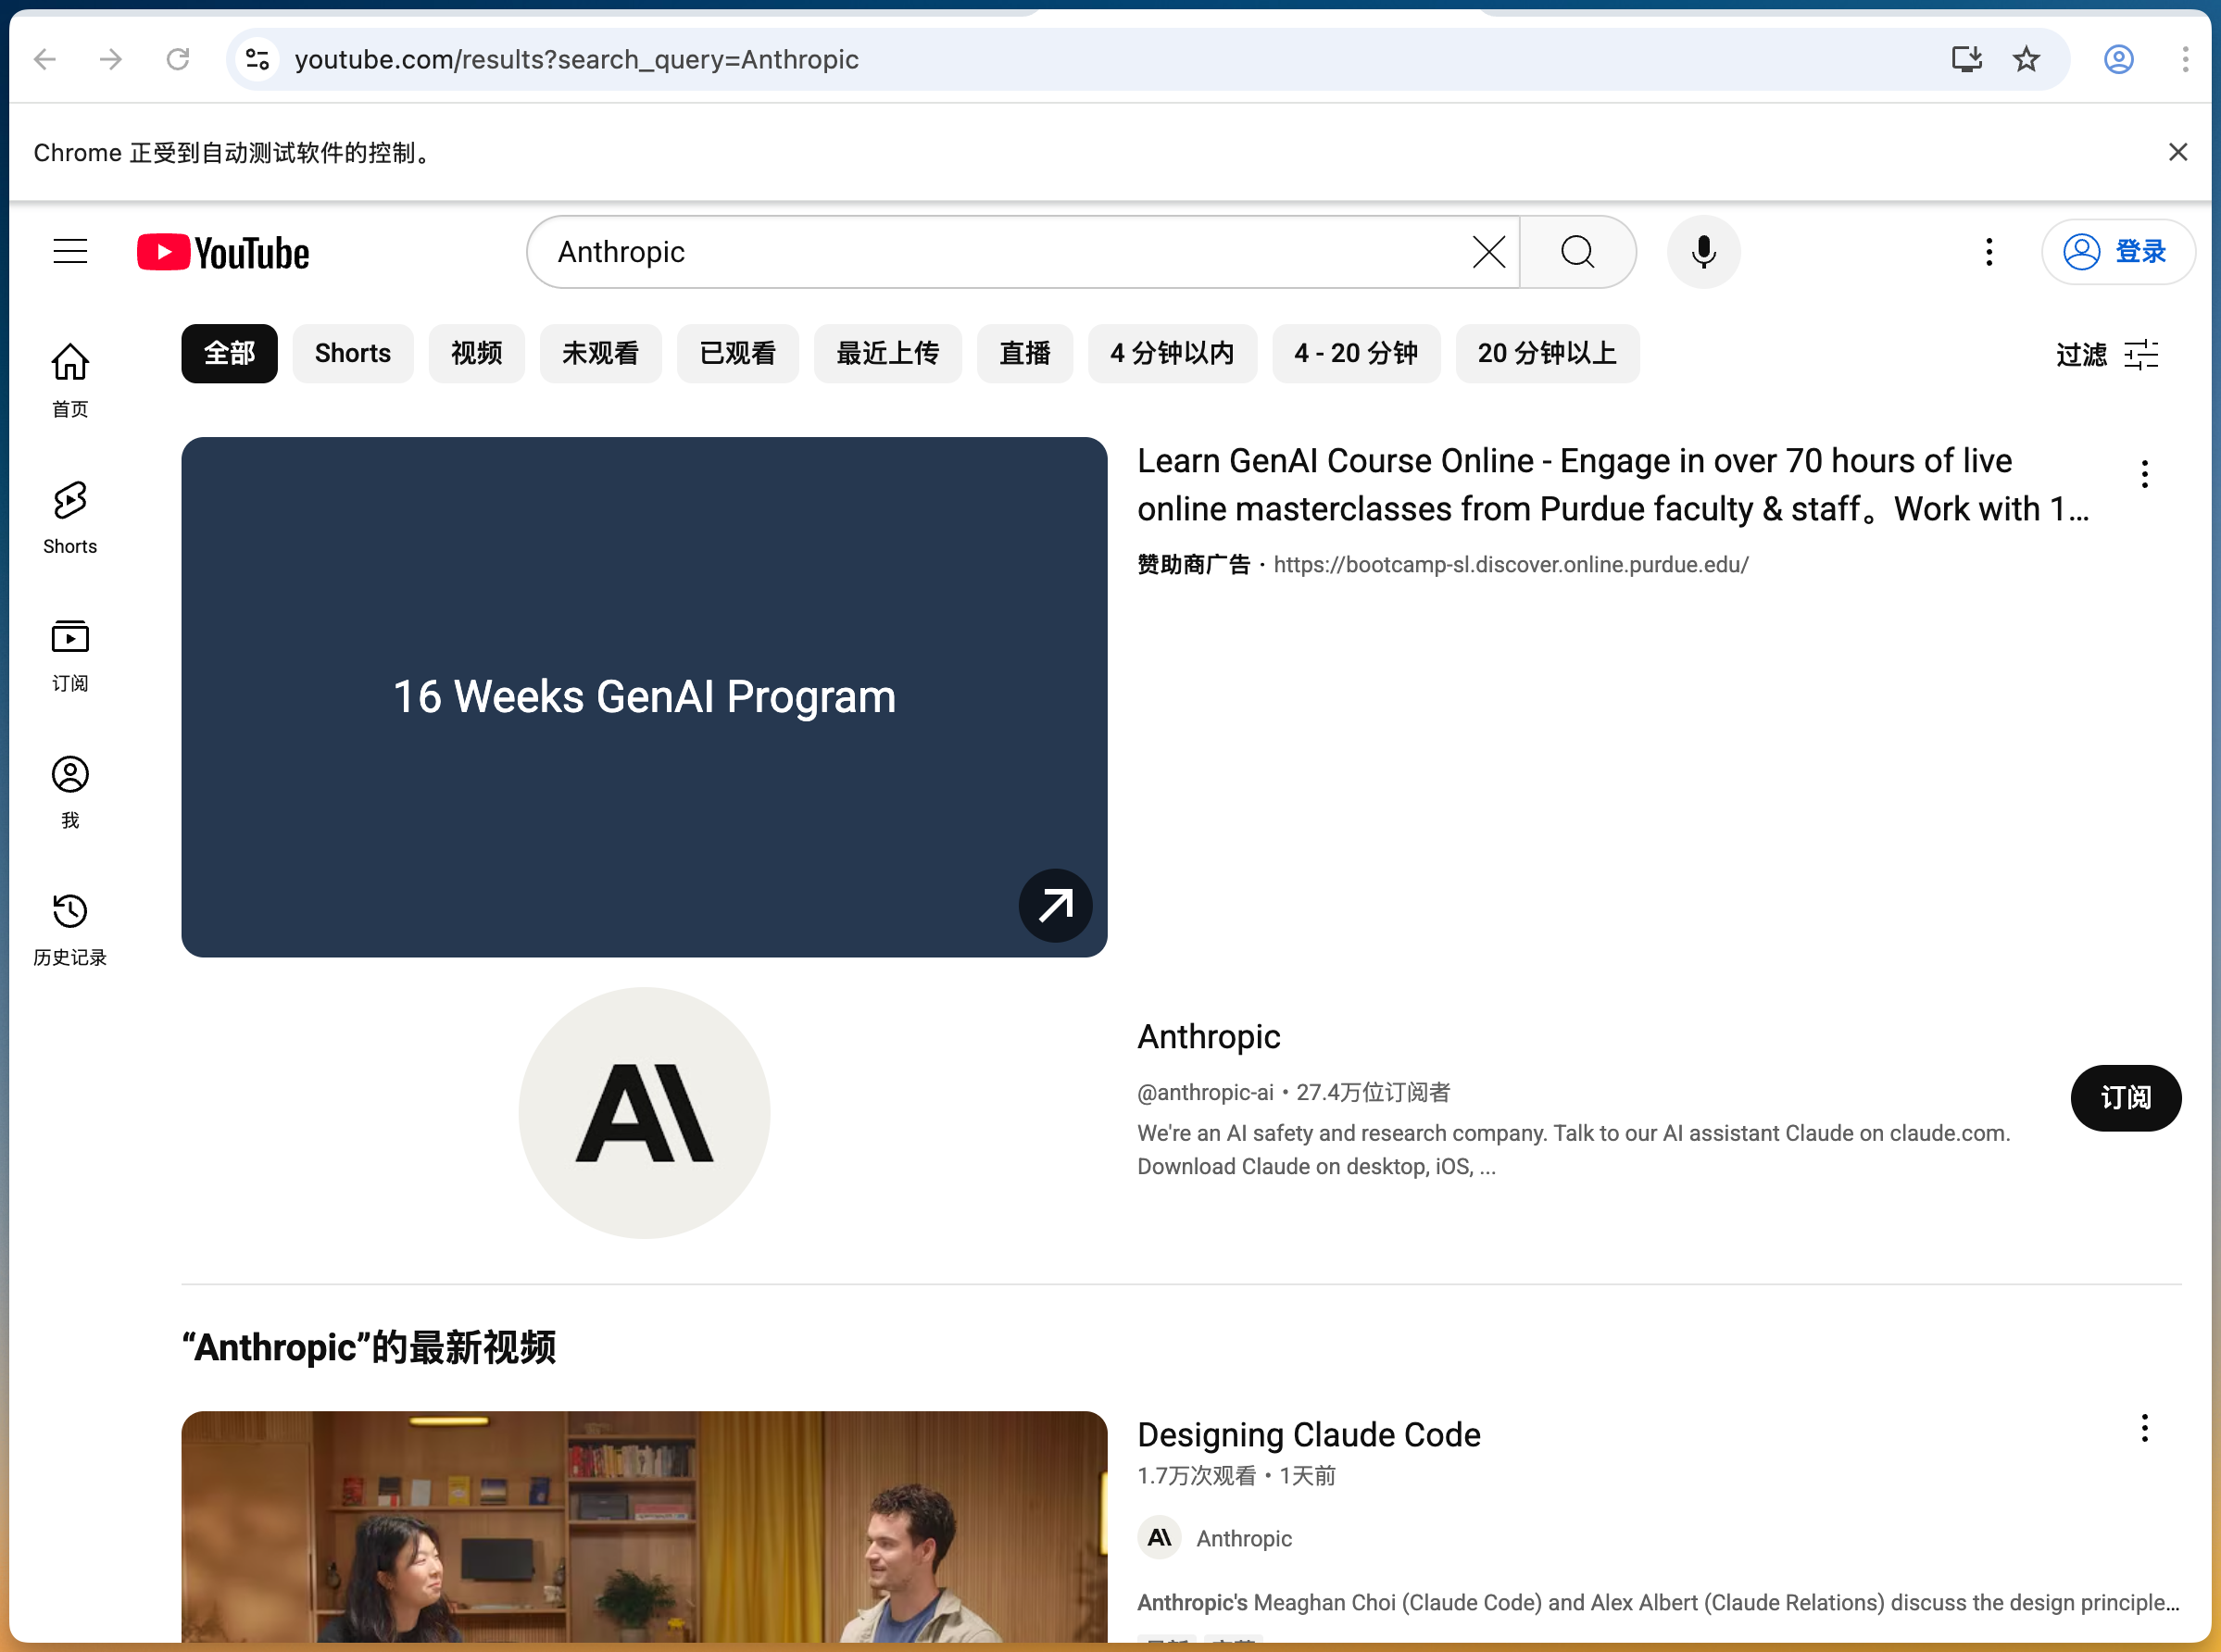 youtube.com/results?search_query=Anthropic
Chrome 正受到自动测试软件的控制。
YouTube
Anthropic
登录
全部
Shorts
视频
未观看
已观看
最近上传
直播
4 分钟以内
4 - 20 分钟
20 分钟以上
过滤
首页
Shorts
订阅
我
历史记录
16 Weeks GenAI Program
Learn GenAI Course Online - Engage in over 70 hours of live
online masterclasses from Purdue faculty & staff。Work with 1...
赞助商广告 · https://bootcamp-sl.discover.online.purdue.edu/
Anthropic
@anthropic-ai • 27.4万位订阅者
We're an AI safety and research company. Talk to our AI assistant Claude on claude.com.
Download Claude on desktop, iOS, ...
订阅
“Anthropic”的最新视频
Designing Claude Code
1.7万次观看 • 1天前
Anthropic
Anthropic's Meaghan Choi (Claude Code) and Alex Albert (Claude Relations) discuss the design principle...